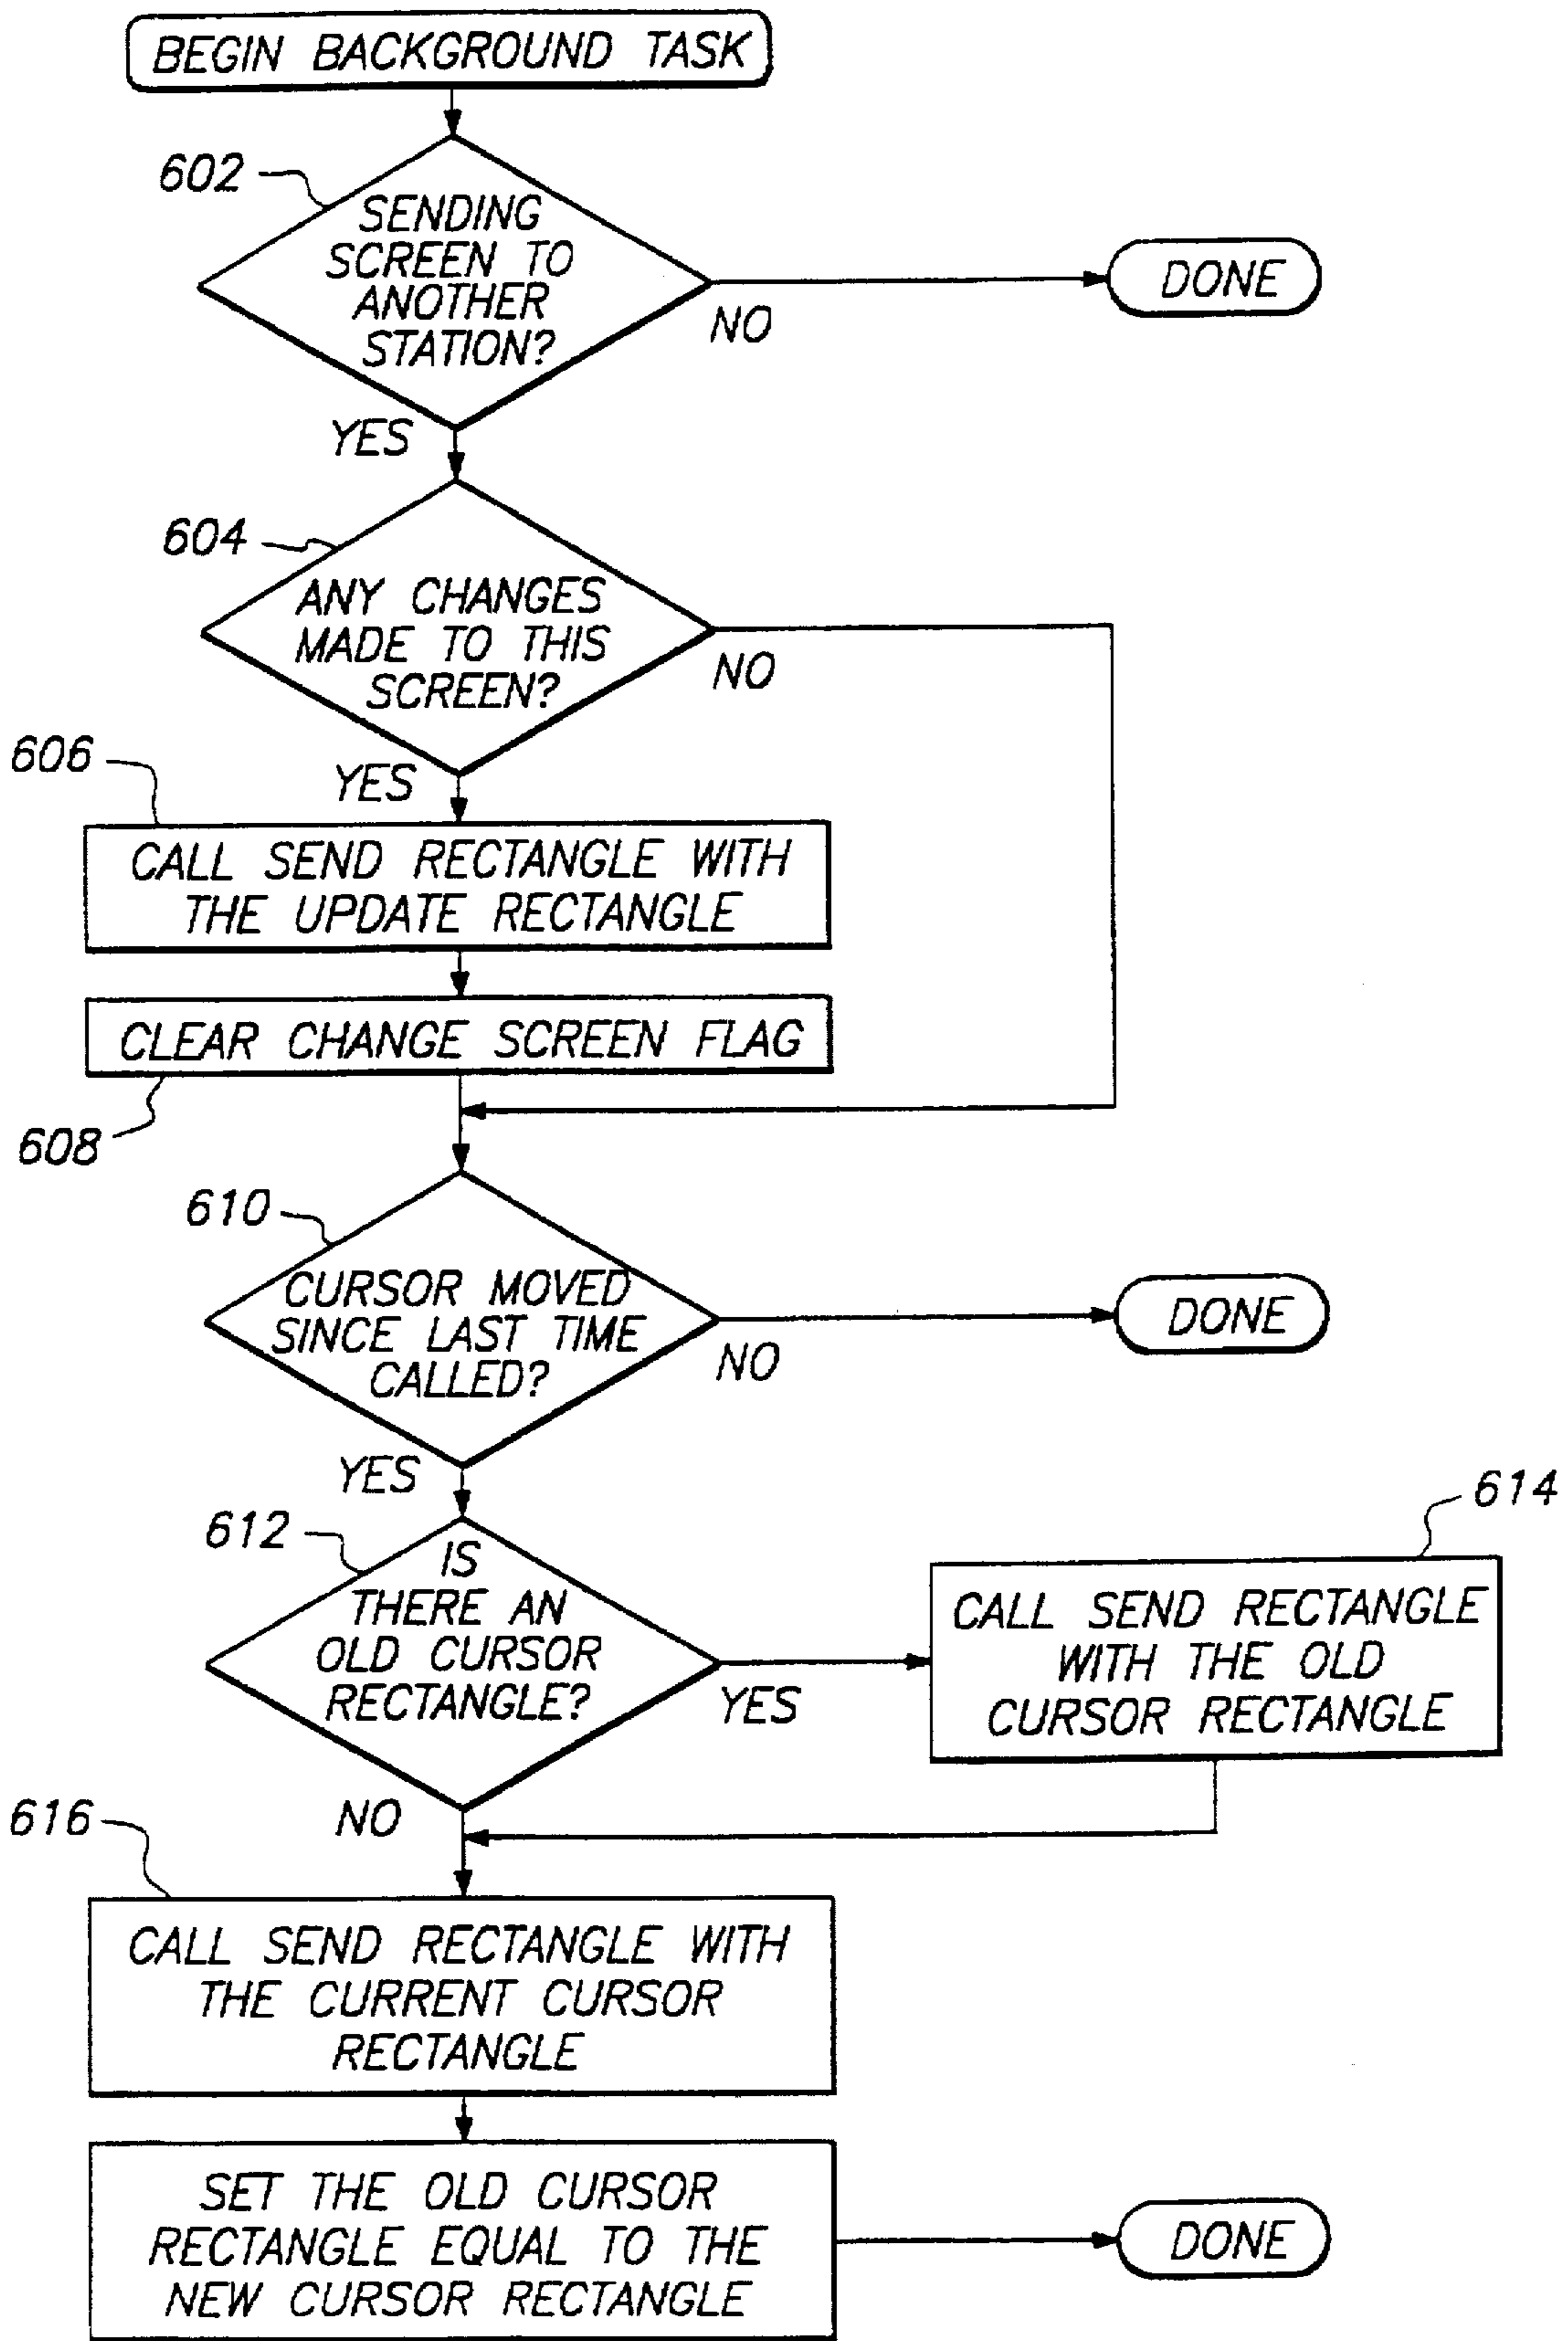 BEGIN BACKGROUND TASK
602
SENDING
SCREEN TO
ANOTHER
STATION?
NO
DONE
YES
604
ANY CHANGES
MADE TO THIS
SCREEN?
NO
YES
606
CALL SEND RECTANGLE WITH
THE UPDATE RECTANGLE
CLEAR CHANGE SCREEN FLAG
608
610
CURSOR MOVED
SINCE LAST TIME
CALLED?
NO
DONE
YES
612
IS
THERE AN
OLD CURSOR
RECTANGLE?
YES
614
CALL SEND RECTANGLE
WITH THE OLD
CURSOR RECTANGLE
NO
616
CALL SEND RECTANGLE WITH
THE CURRENT CURSOR
RECTANGLE
SET THE OLD CURSOR
RECTANGLE EQUAL TO THE
NEW CURSOR RECTANGLE
DONE